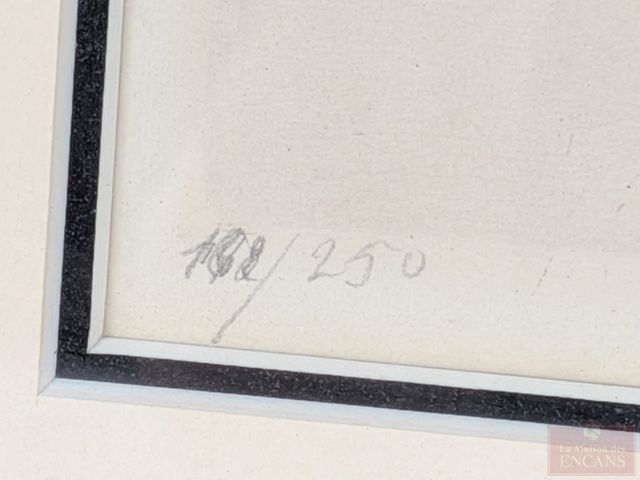 /250
La Maison des
ENCANS